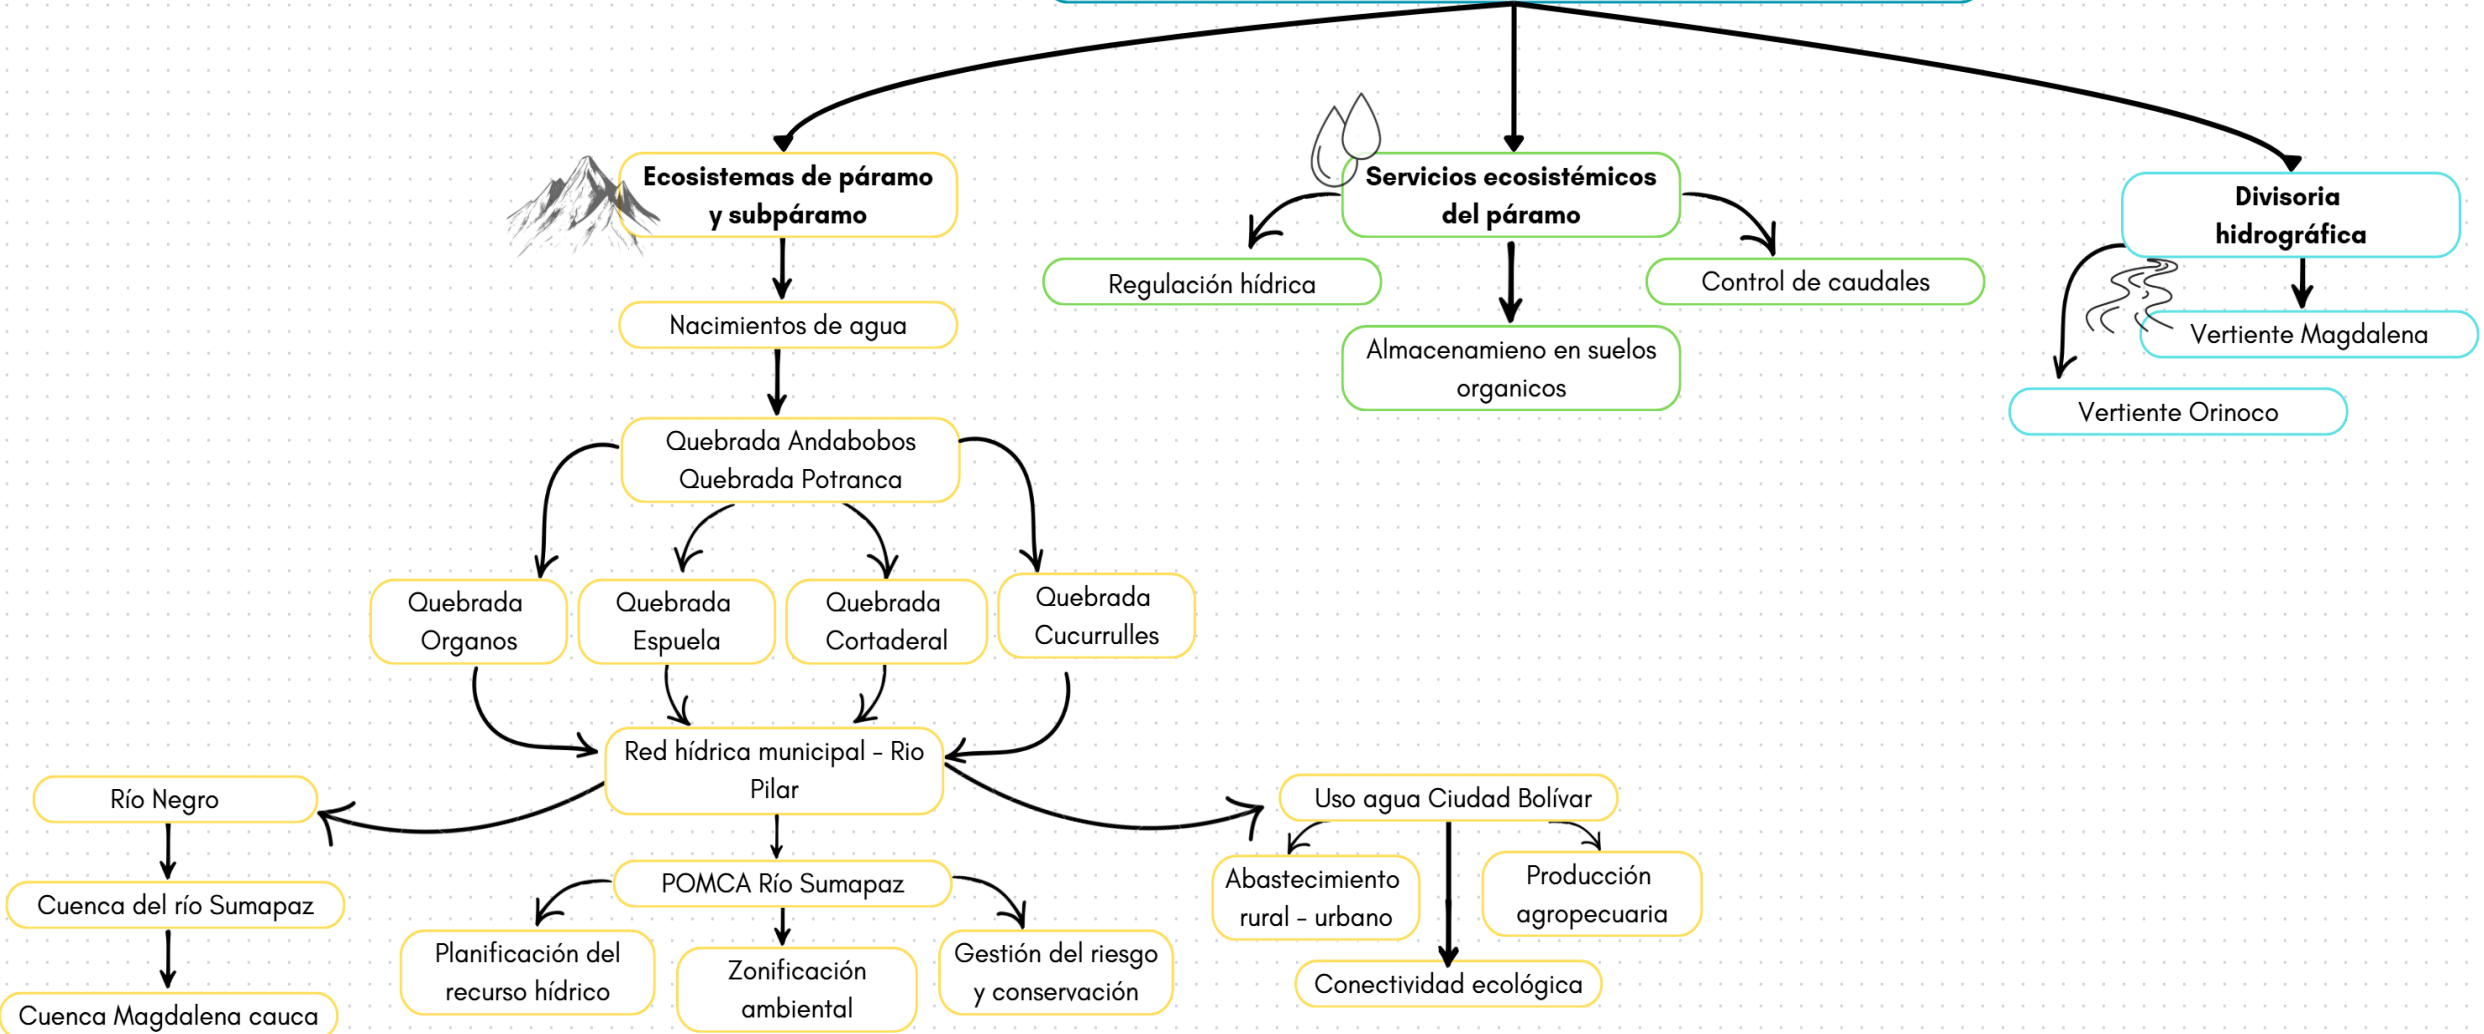 Ecosistemas de páramo
y subpáramo
Servicios ecosistémicos
del páramo
Divisoria
hidrográfica
Nacimientos de agua
Regulación hídrica
Control de caudales
Almacenamieno en suelos
organicos
Vertiente Magdalena
Vertiente Orinoco
Quebrada Andabobos
Quebrada Potranca
Quebrada
Organos
Quebrada
Espuela
Quebrada
Cortaderal
Quebrada
Cucurrulles
Red hídrica municipal - Rio
Pilar
Río Negro
Cuenca del río Sumapaz
Cuenca Magdalena cauca
POMCA Río Sumapaz
Planificación del
recurso hídrico
Zonificación
ambiental
Gestión del riesgo
y conservación
Uso agua Ciudad Bolívar
Abastecimiento
rural - urbano
Producción
agropecuaria
Conectividad ecológica